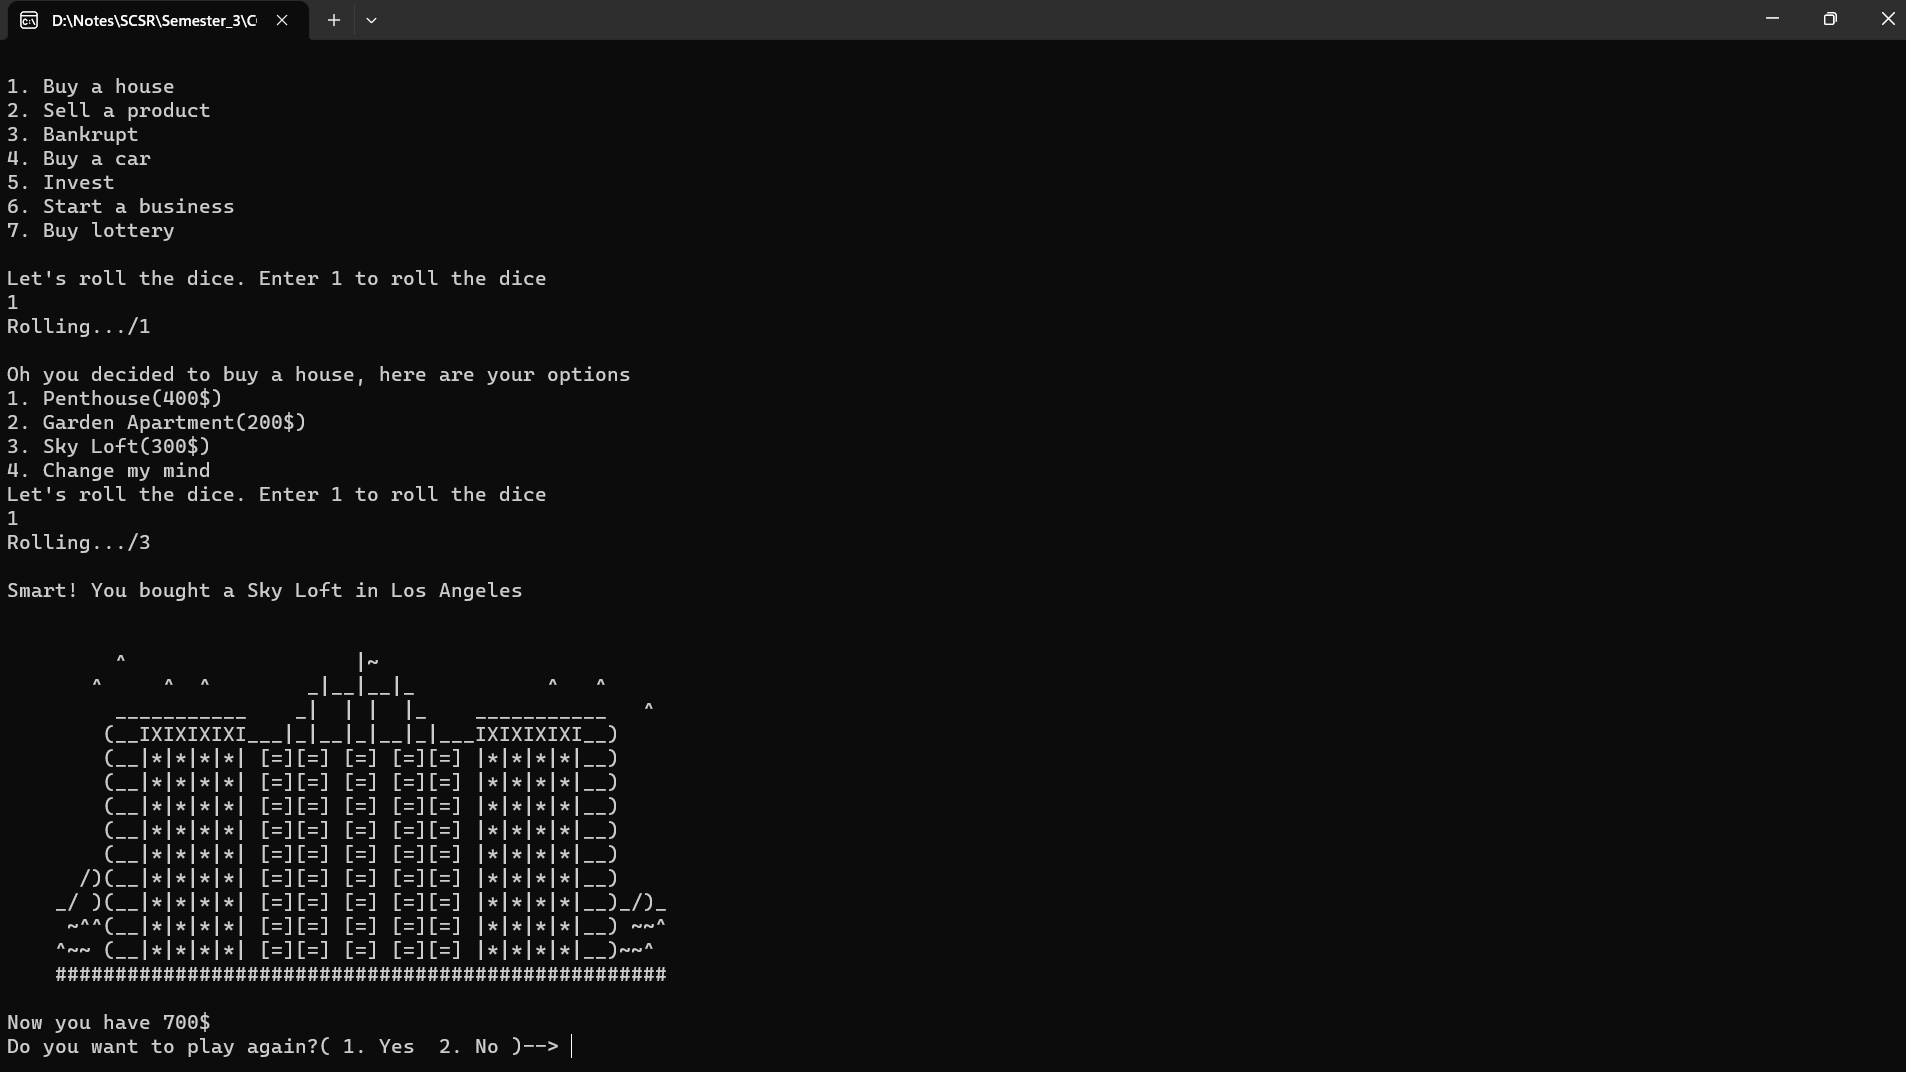 D:\Notes\SCSR\Semester_3\C
1. Buy a house
2. Sell a product
3. Bankrupt
4. Buy a car
5. Invest
6. Start a business
7. Buy lottery
Let's roll the dice. Enter 1 to roll the dice
1
Rolling.../1
Oh you decided to buy a house, here are your options
1. Penthouse(400$)
2. Garden Apartment(200$)
3. Sky Loft(300$)
4. Change my mind
Let's roll the dice. Enter 1 to roll the dice
1
Rolling.../3
Smart! You bought a Sky Loft in Los Angeles
         ^                   |~
       ^     ^  ^        _|__|__|_           ^   ^
         ___________    _|  | |  |_    ___________   ^
        (__IXIXIXIXI___|_|__|_|__|_|___IXIXIXIXI__)
        (__|*|*|*|*| [=][=] [=] [=][=] |*|*|*|*|__)
        (__|*|*|*|*| [=][=] [=] [=][=] |*|*|*|*|__)
        (__|*|*|*|*| [=][=] [=] [=][=] |*|*|*|*|__)
        (__|*|*|*|*| [=][=] [=] [=][=] |*|*|*|*|__)
        (__|*|*|*|*| [=][=] [=] [=][=] |*|*|*|*|__)
      /)(__|*|*|*|*| [=][=] [=] [=][=] |*|*|*|*|__)
    _/ )(__|*|*|*|*| [=][=] [=] [=][=] |*|*|*|*|__)_/)_
     ~^^(__|*|*|*|*| [=][=] [=] [=][=] |*|*|*|*|__) ~~^
    ^~~ (__|*|*|*|*| [=][=] [=] [=][=] |*|*|*|*|__)~~^
    ###################################################
Now you have 700$
Do you want to play again?( 1. Yes  2. No )-->